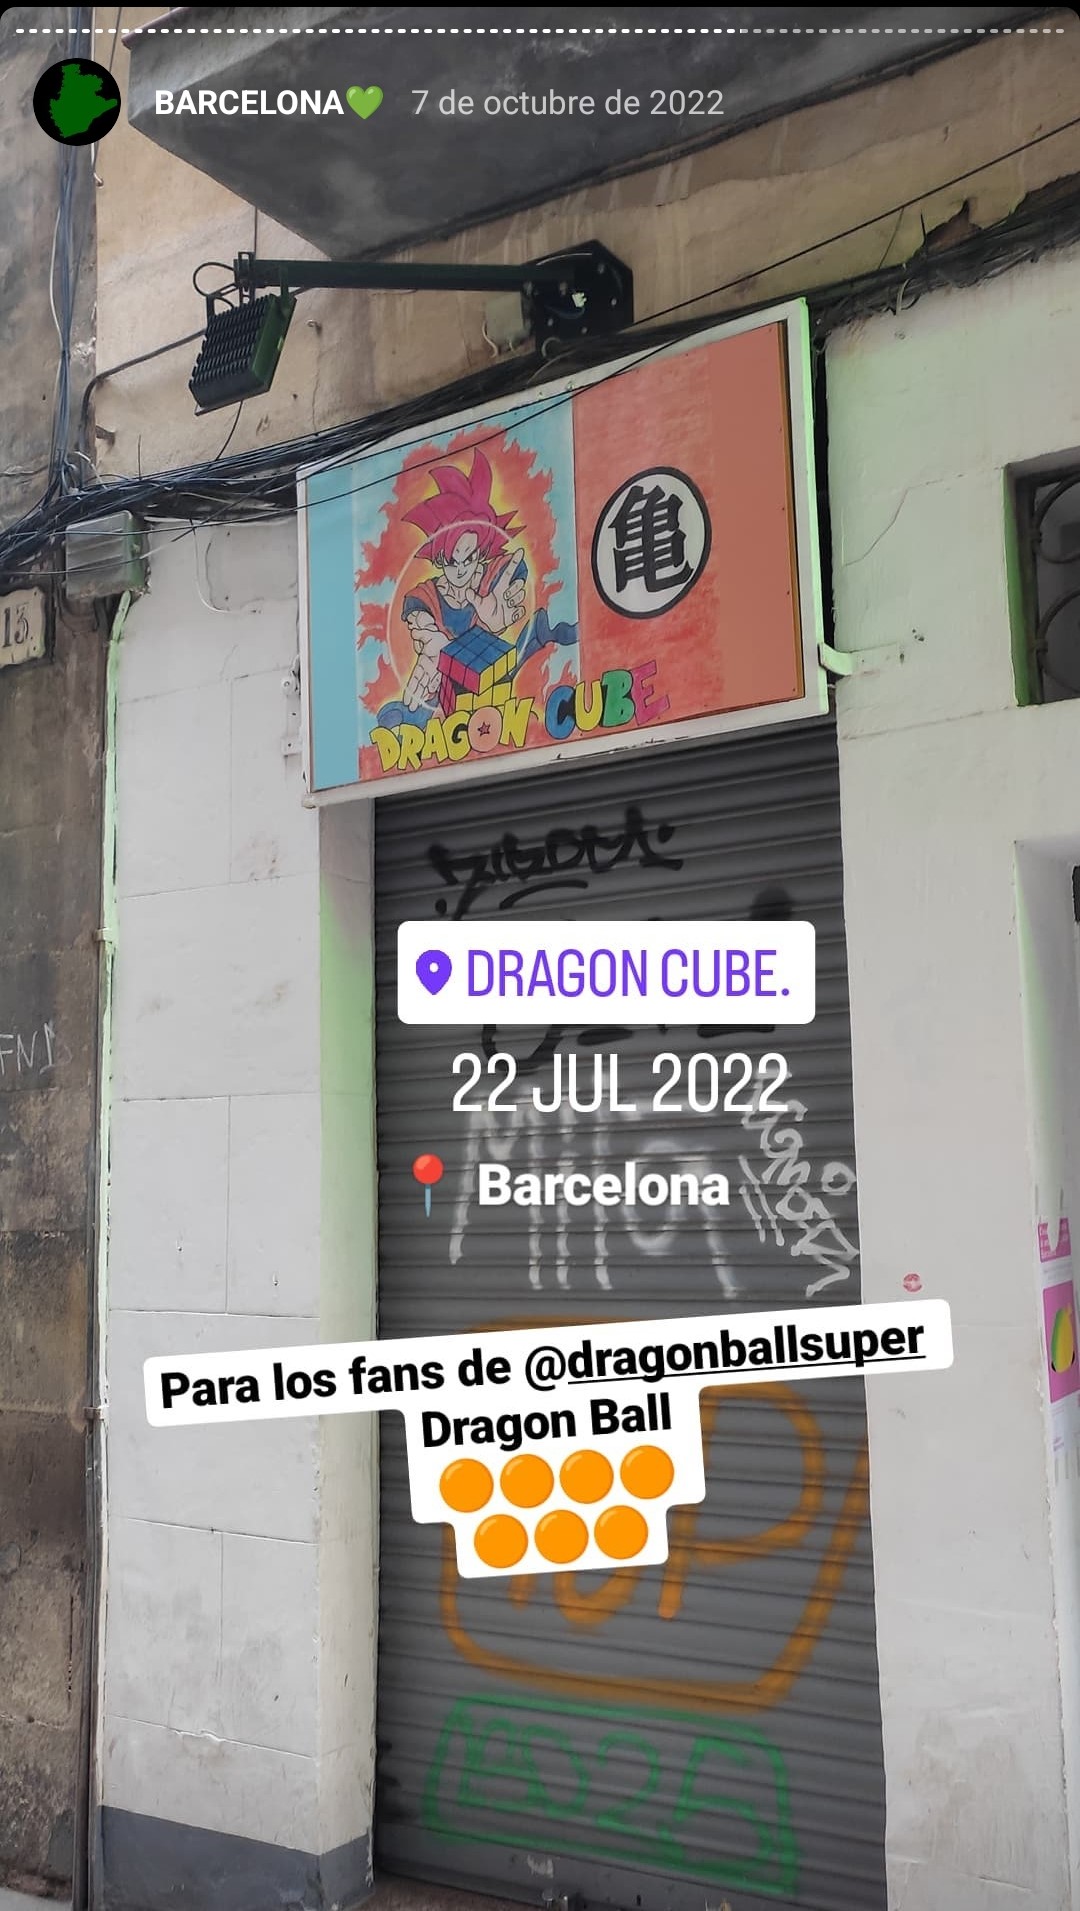 BARCELONA💚 7 de octubre de 2022
13
亀
DRAGON CUBE
DRAGON CUBE.
22 JUL 2022
📍 Barcelona
Para los fans de @dragonballsuper
Dragon Ball
🟠🟠🟠🟠
🟠🟠🟠